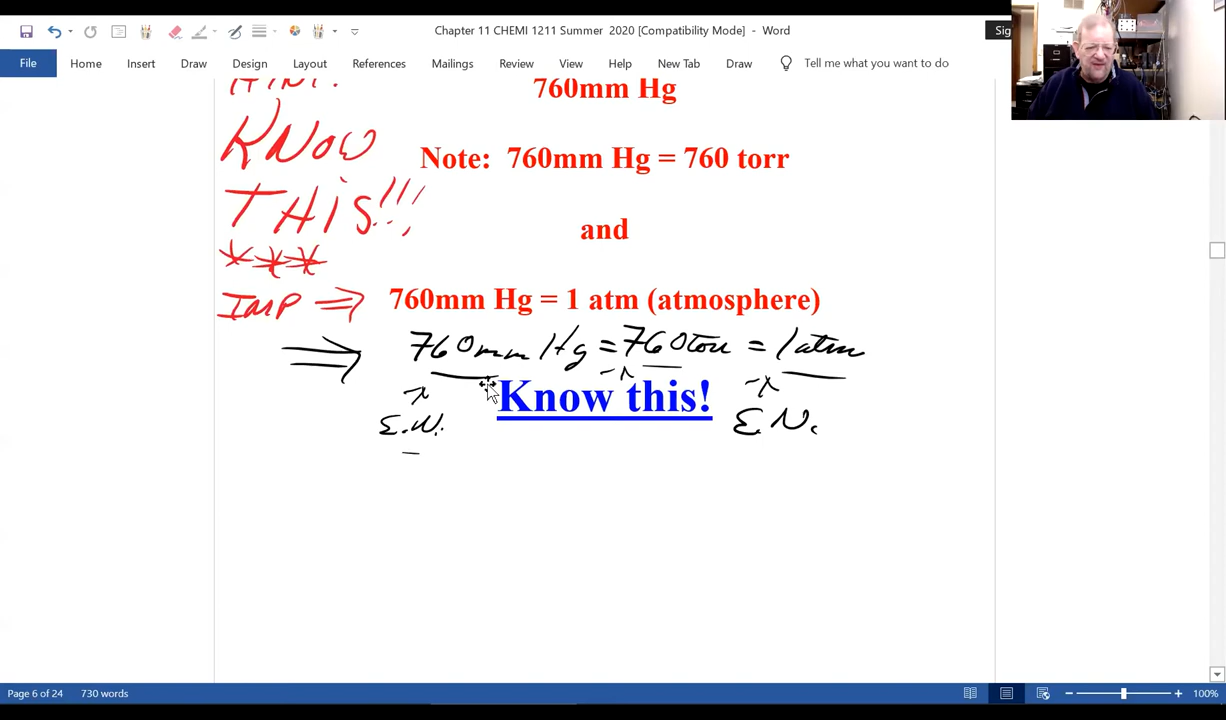 Chapter 11 CHEMI 1211 Summer 2020 [Compatibility Mode] - Word
Sig
File Home Insert Draw Design Layout References Mailings Review View Help New Tab Draw Tell me what you want to do
HINT:
760mm Hg
KNOW
Note: 760mm Hg = 760 torr
THIS!!!
and
IMP ⇒ 760mm Hg = 1 atm (atmosphere)
⇒ 760mm Hg = 760torr = 1atm
Know this!
E.N. E.N.
Page 6 of 24 730 words 100%